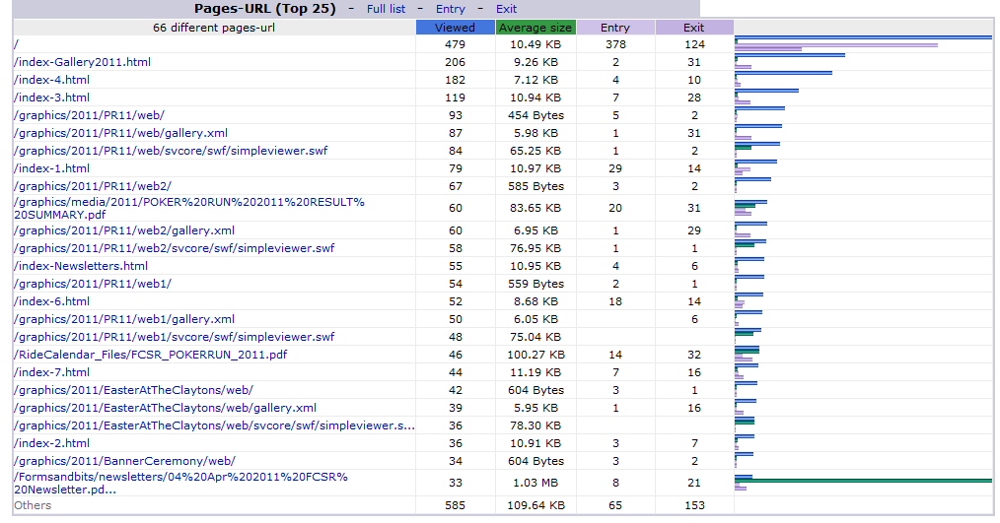 Pages-URL (Top 25) - Full list - Entry - Exit
66 different pages-url Viewed Average size Entry Exit
/ 479 10.49 KB 378 124
/index-Gallery2011.html 206 9.26 KB 2 31
/index-4.html 182 7.12 KB 4 10
/index-3.html 119 10.94 KB 7 28
/graphics/2011/PR11/web/ 93 454 Bytes 5 2
/graphics/2011/PR11/web/gallery.xml 87 5.98 KB 1 31
/graphics/2011/PR11/web/svcore/swf/simpleviewer.swf 84 65.25 KB 1 2
/index-1.html 79 10.97 KB 29 14
/graphics/2011/PR11/web2/ 67 585 Bytes 3 2
/graphics/media/2011/POKER%20RUN%202011%20RESULT%
20SUMMARY.pdf 60 83.65 KB 20 31
/graphics/2011/PR11/web2/gallery.xml 60 6.95 KB 1 29
/graphics/2011/PR11/web2/svcore/swf/simpleviewer.swf 58 76.95 KB 1 1
/index-Newsletters.html 55 10.95 KB 4 6
/graphics/2011/PR11/web1/ 54 559 Bytes 2 1
/index-6.html 52 8.68 KB 18 14
/graphics/2011/PR11/web1/gallery.xml 50 6.05 KB 6
/graphics/2011/PR11/web1/svcore/swf/simpleviewer.swf 48 75.04 KB
/RideCalendar_Files/FCSR_POKERRUN_2011.pdf 46 100.27 KB 14 32
/index-7.html 44 11.19 KB 7 16
/graphics/2011/EasterAtTheClaytons/web/ 42 604 Bytes 3 1
/graphics/2011/EasterAtTheClaytons/web/gallery.xml 39 5.95 KB 1 16
/graphics/2011/EasterAtTheClaytons/web/svcore/swf/simpleviewer.s... 36 78.30 KB
/index-2.html 36 10.91 KB 3 7
/graphics/2011/BannerCeremony/web/ 34 604 Bytes 3 2
/Formsandbits/newsletters/04%20Apr%202011%20FCSR%
20Newsletter.pd... 33 1.03 MB 8 21
Others 585 109.64 KB 65 153